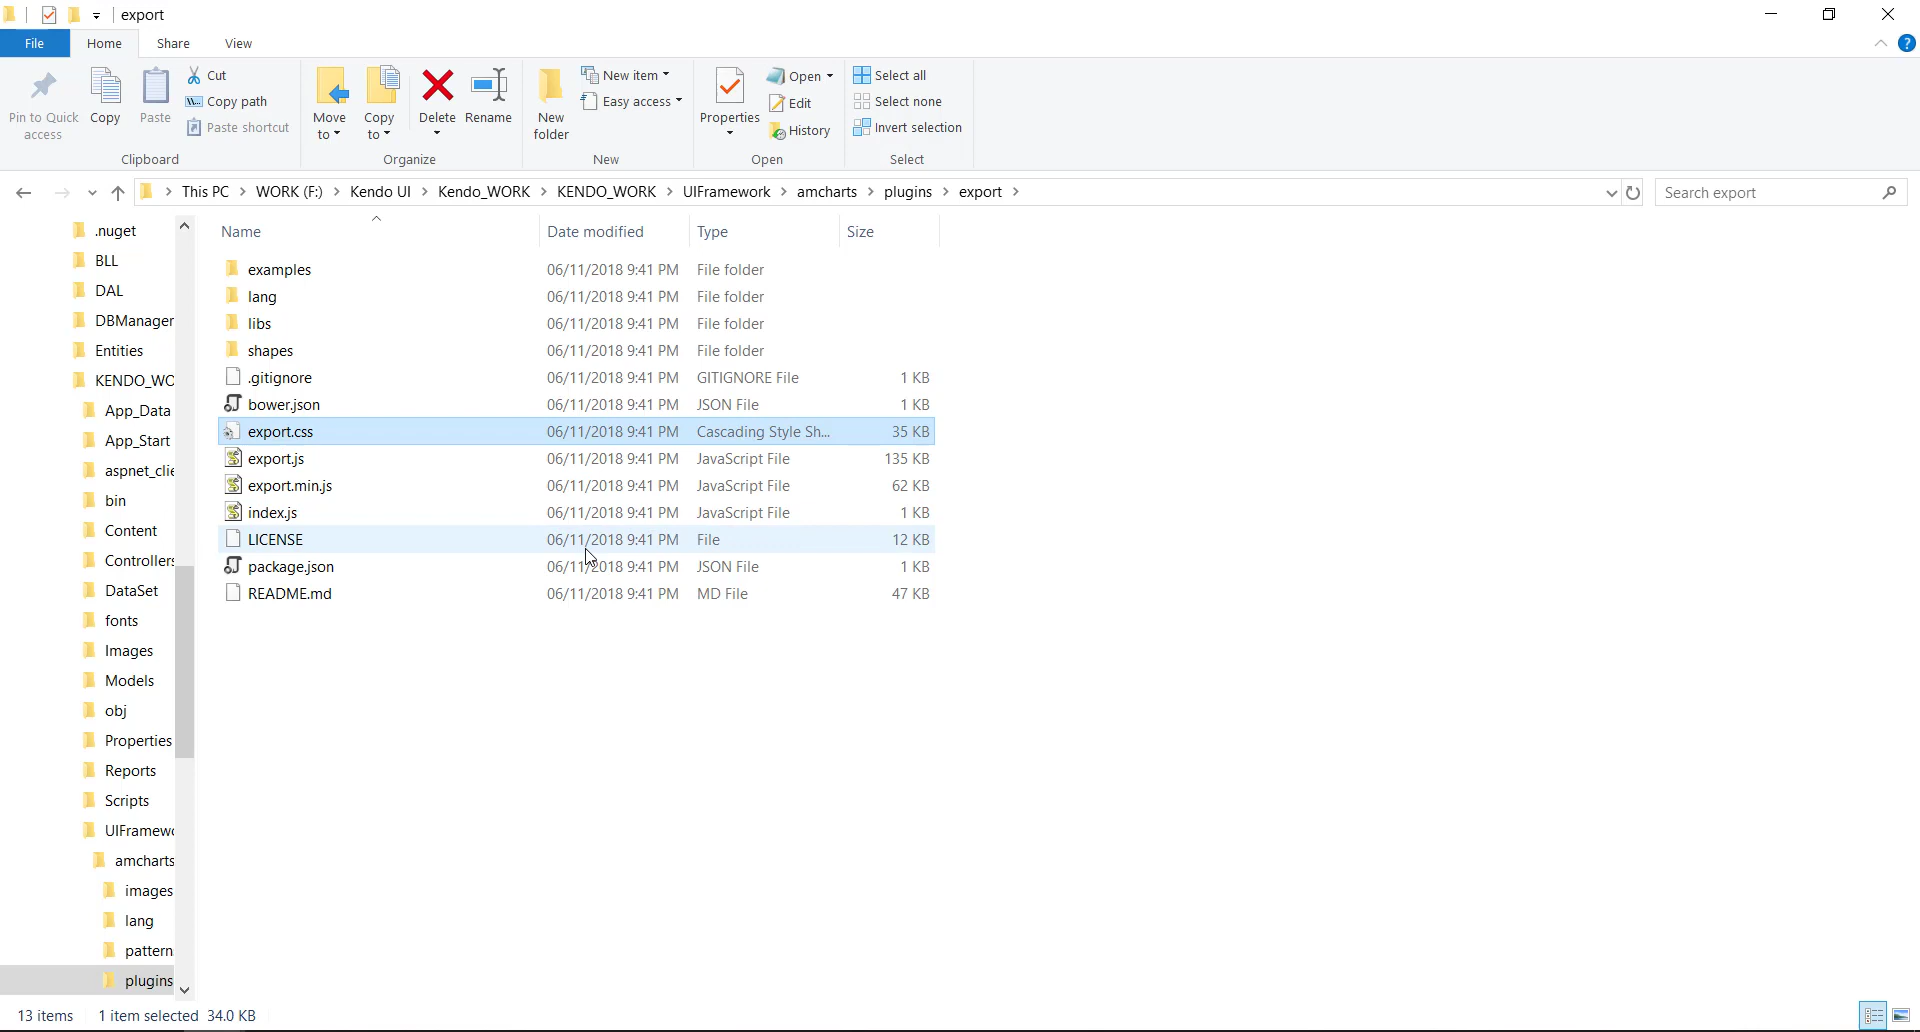 export
File Home Share View
Pin to Quick access
Copy
Paste
Cut
Copy path
Paste shortcut
Clipboard
Move to
Copy to
Delete
Rename
Organize
New folder
New item
Easy access
New
Properties
Open
Edit
History
Open
Select all
Select none
Invert selection
Select
This PC > WORK (F:) > Kendo UI > Kendo_WORK > KENDO_WORK > UIFramework > amcharts > plugins > export >
Search export
.nuget
BLL
DAL
DBManager
Entities
KENDO_WO
App_Data
App_Start
aspnet_clie
bin
Content
Controllers
DataSet
fonts
Images
Models
obj
Properties
Reports
Scripts
UIFramewo
amcharts
images
lang
pattern
plugins
Name Date modified Type Size
examples 06/11/2018 9:41 PM File folder
lang 06/11/2018 9:41 PM File folder
libs 06/11/2018 9:41 PM File folder
shapes 06/11/2018 9:41 PM File folder
.gitignore 06/11/2018 9:41 PM GITIGNORE File 1 KB
bower.json 06/11/2018 9:41 PM JSON File 1 KB
export.css 06/11/2018 9:41 PM Cascading Style Sh... 35 KB
export.js 06/11/2018 9:41 PM JavaScript File 135 KB
export.min.js 06/11/2018 9:41 PM JavaScript File 62 KB
index.js 06/11/2018 9:41 PM JavaScript File 1 KB
LICENSE 06/11/2018 9:41 PM File 12 KB
package.json 06/11/2018 9:41 PM JSON File 1 KB
README.md 06/11/2018 9:41 PM MD File 47 KB
13 items 1 item selected 34.0 KB